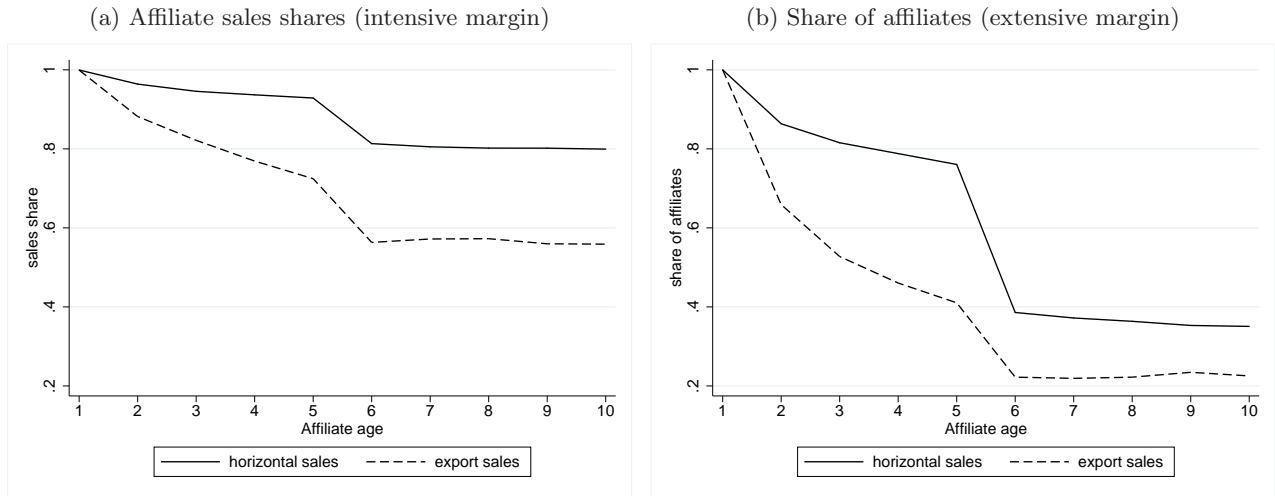 (a) Affiliate sales shares (intensive margin)
sales share
1
.8
.6
.4
.2
1 2 3 4 5 6 7 8 9 10
Affiliate age
horizontal sales export sales
(b) Share of affiliates (extensive margin)
share of affiliates
1
.8
.6
.4
.2
1 2 3 4 5 6 7 8 9 10
Affiliate age
horizontal sales export sales